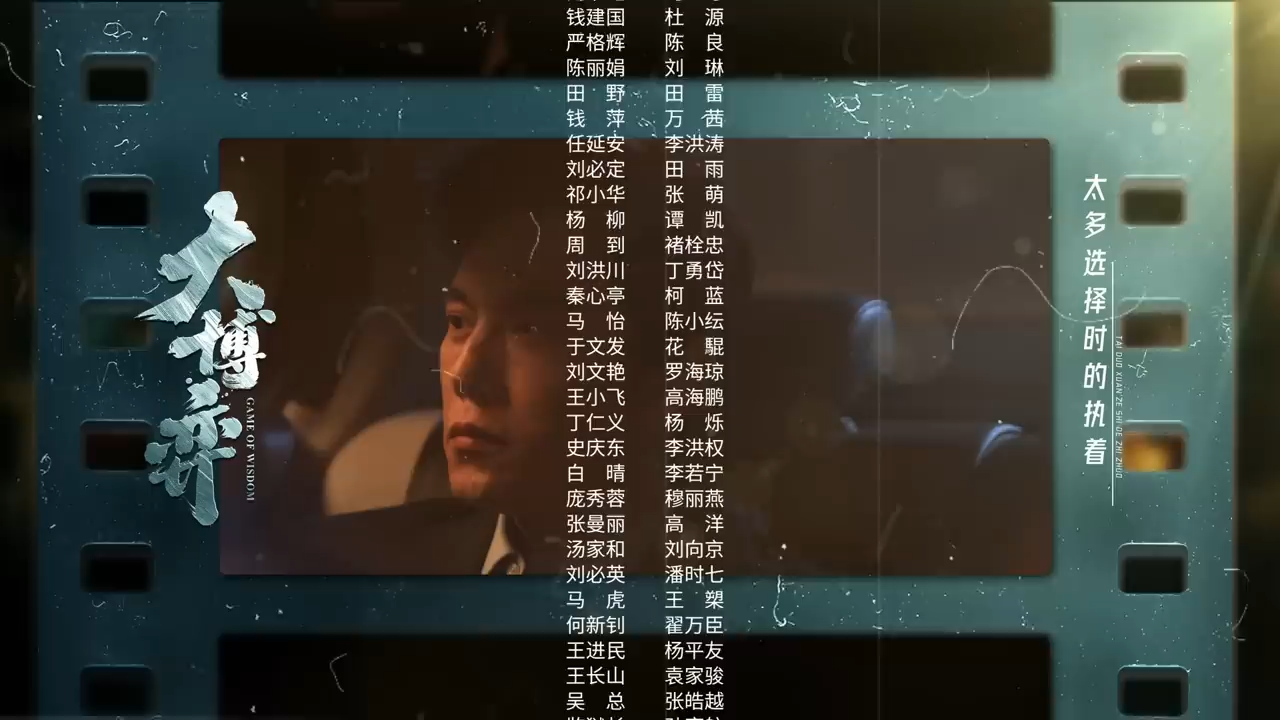 钱建国 杜源
严格辉 陈良
陈丽娟 刘琳
田野 田雷
钱萍 万茜
任延安 李洪涛
刘必定 田雨
祁小华 张萌
杨柳 谭凯
周到 褚栓忠
刘洪川 丁勇岱
秦心亭 柯蓝
马怡 陈小纭
于文发 花騉
刘文艳 罗海琼
王小飞 高海鹏
丁仁义 杨烁
史庆东 李洪权
白晴 李若宁
庞秀蓉 穆丽燕
张曼丽 高洋
汤家和 刘向京
刘必英 潘时七
马虎 王槊
何新钊 翟万臣
王进民 杨平友
王长山 袁家骏
吴总 张皓越
大博弈
GAME OF WISDOM
太多选择时的执着
TAI DUO XUAN ZE SHI DE ZHI ZHUO